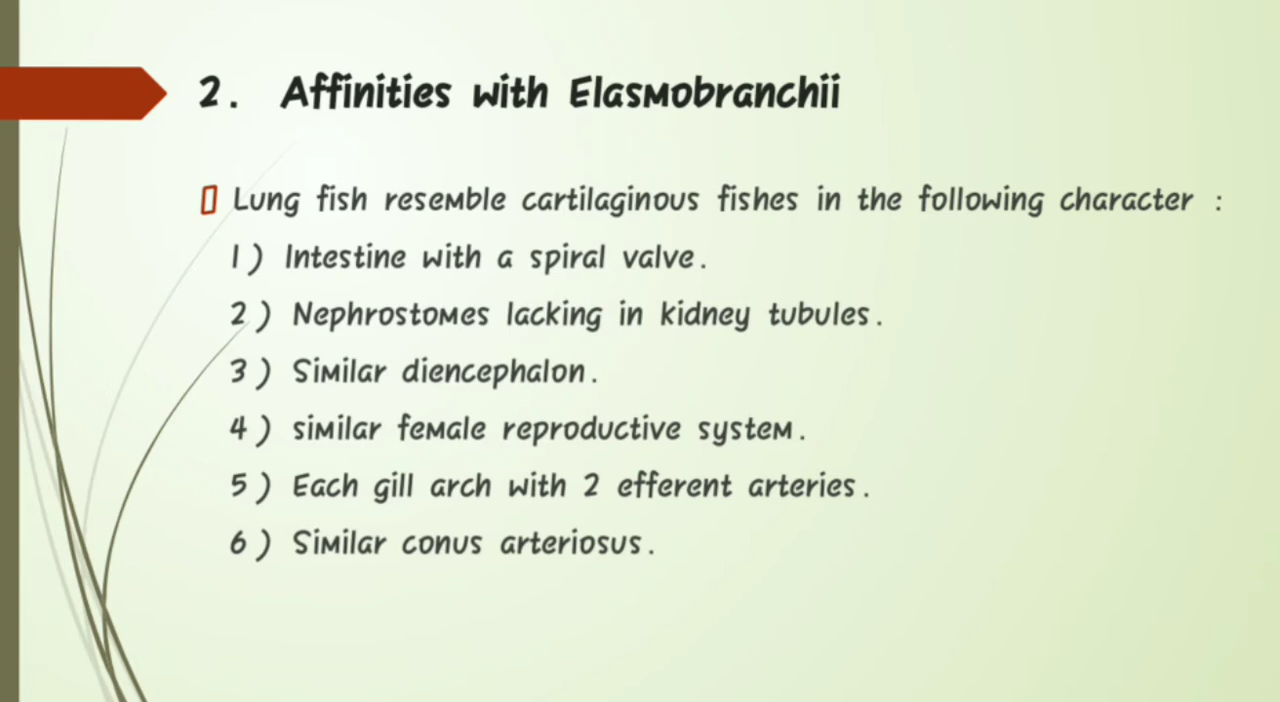 2. Affinities with Elasmobranchii
Lung fish resemble cartilaginous fishes in the following character :
1) Intestine with a spiral valve.
2) Nephrostomes lacking in kidney tubules.
3) Similar diencephalon.
4) similar female reproductive system.
5) Each gill arch with 2 efferent arteries.
6) Similar conus arteriosus.